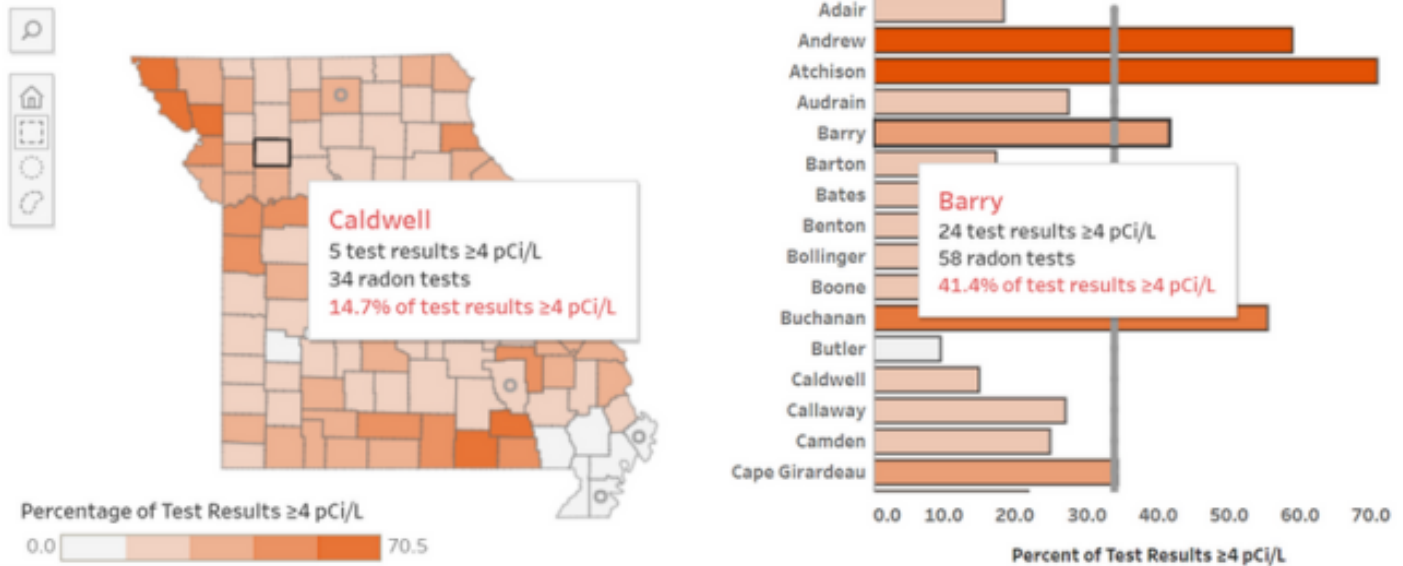 Caldwell
5 test results ≥4 pCi/L
34 radon tests
14.7% of test results ≥4 pCi/L
Percentage of Test Results ≥4 pCi/L
0.0
70.5
Adair
Andrew
Atchison
Audrain
Barry
Barton
Bates
Benton
Bollinger
Boone
Buchanan
Butler
Caldwell
Callaway
Camden
Cape Girardeau
Barry
24 test results ≥4 pCi/L
58 radon tests
41.4% of test results ≥4 pCi/L
0.0 10.0 20.0 30.0 40.0 50.0 60.0 70.0
Percent of Test Results ≥4 pCi/L